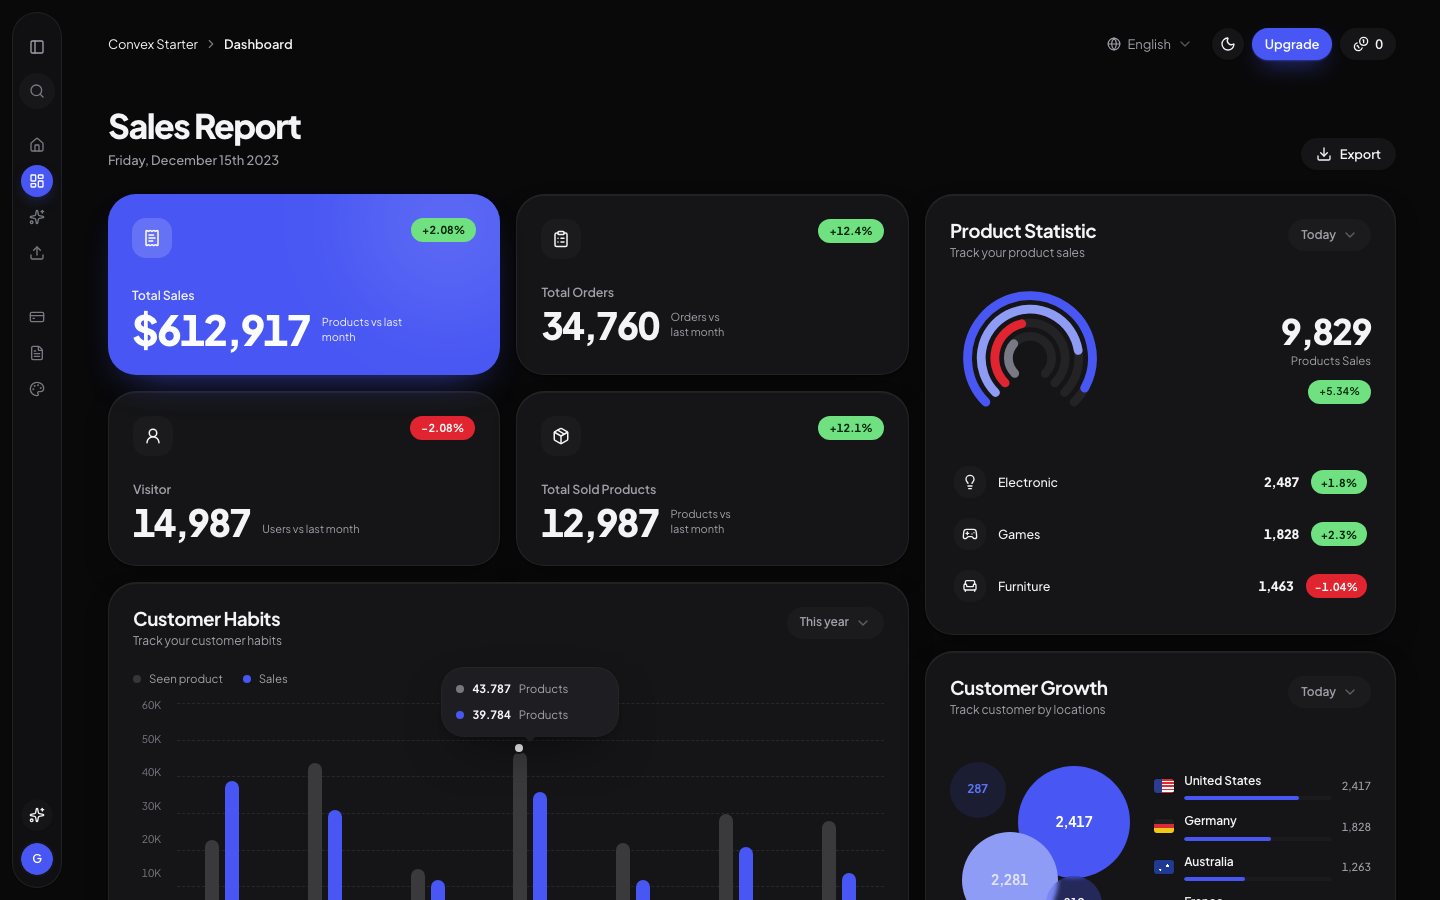 Convex Starter
Dashboard
English
Upgrade
0
Sales Report
Friday, December 15th 2023
Export
+2.08%
Total Sales
$612,917
Products vs last
month
+12.4%
Total Orders
34,760
Orders vs
last month
-2.08%
Visitor
14,987
Users vs last month
+12.1%
Total Sold Products
12,987
Products vs
last month
Product Statistic
Track your product sales
Today
9,829
Products Sales
+5.34%
Electronic
2,487
+1.8%
Games
1,828
+2.3%
Furniture
1,463
-1.04%
Customer Habits
Track your customer habits
This year
Seen product
Sales
43.787 Products
39.784 Products
60K
50K
40K
30K
20K
10K
Customer Growth
Track customer by locations
Today
287
2,417
2,281
United States
2,417
Germany
1,828
Australia
1,263
G